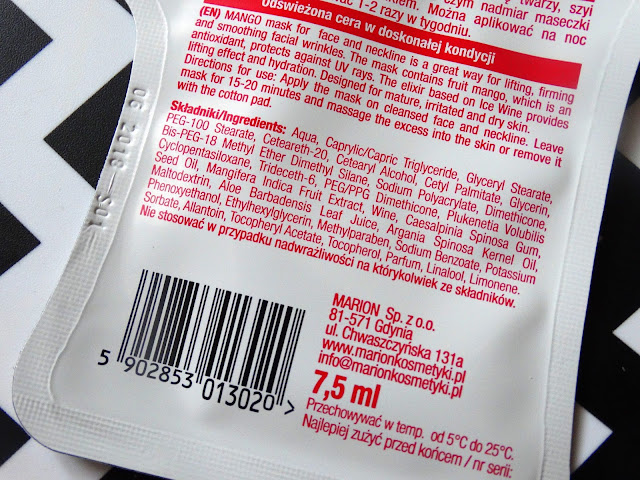 czym nadmiar maseczki
twarzy, szyi
1-2 razy w tygodniu. Można aplikować na noc
Odświeżona cera w doskonałej kondycji
(EN) MANGO mask for face and neckline is a great way for lifting, firming
and smoothing facial wrinkles. The mask contains fruit mango, which is an
antioxidant, protects against UV rays. The elixir based on Ice Wine provides
lifting effect and hydration. Designed for nature, irritated and dry skin.
Directions for use: Apply the mask on cleansed face and neckline. Leave
mask for 15-20 minutes and massage the excess into the skin or remove it
with the cotton pad.
Składniki/Ingredients: Aqua, Caprylic/Capric Triglyceride, Glyceryl Stearate,
PEG-100 Stearate, Ceteareth-20, Cetearyl Alcohol, Cetyl Palmitate, Glycerin,
Bis-PEG-18 Methyl Ether Dimethyl Silane, Sodium Polyacrylate, Dimethicone,
Cyclopentasiloxane, Trideceth-6, PEG/PPG Dimethicone, Plukenetia Volubilis
Seed Oil, Mangifera Indica Fruit Extract, Wine, Caesalpinia Spinosa Gum,
Maltodextrin, Aloe Barbadensis Leaf Juice, Argania Spinosa Kernel Oil,
Phenoxyethanol, Ethylhexylglycerin, Methylparaben, Sodium Benzoate, Potassium
Sorbate, Allantoin, Tocopheryl Acetate, Tocopherol, Parfum, Linalool, Limonene.
Nie stosować w przypadku nadwrażliwości na którykolwiek ze składników.
06 2018
MARION Sp. z o.o.
81-571 Gdynia
ul. Chwaszczyńska 131a
www.marionkosmetyki.pl
info@marionkosmetyki.pl
7,5 ml
Przechowywać w temp. od 5°C do 25°C.
Najlepiej zużyć przed końcem / nr serii:
5 902853 013020 >